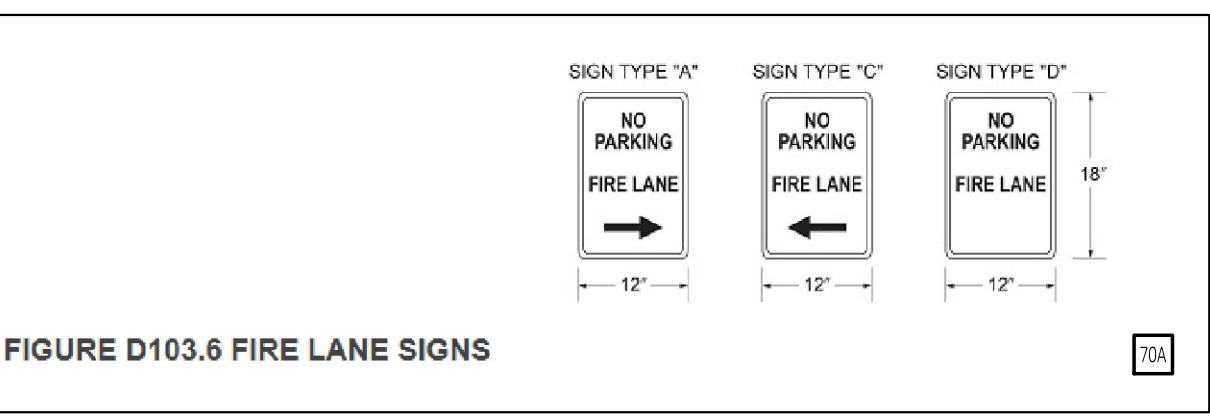 SIGN TYPE "A"
NO
PARKING
FIRE LANE
12"
SIGN TYPE "C"
NO
PARKING
FIRE LANE
12"
SIGN TYPE "D"
NO
PARKING
FIRE LANE
12"
18"
FIGURE D103.6 FIRE LANE SIGNS
70A